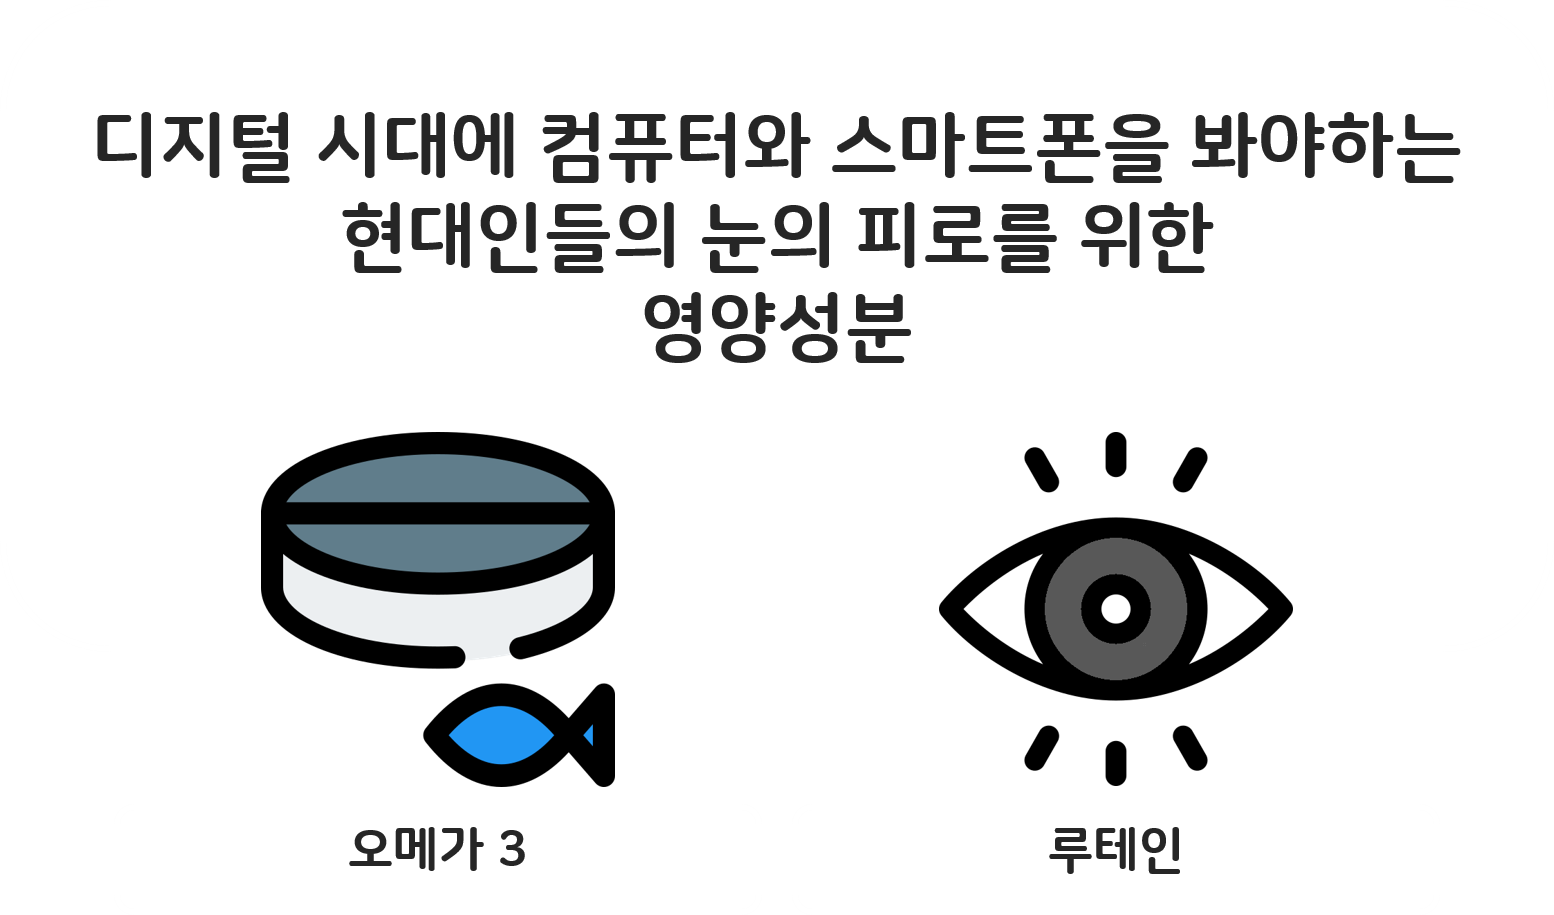 디지털 시대에 컴퓨터와 스마트폰을 봐야하는
현대인들의 눈의 피로를 위한
영양성분
오메가 3
루테인